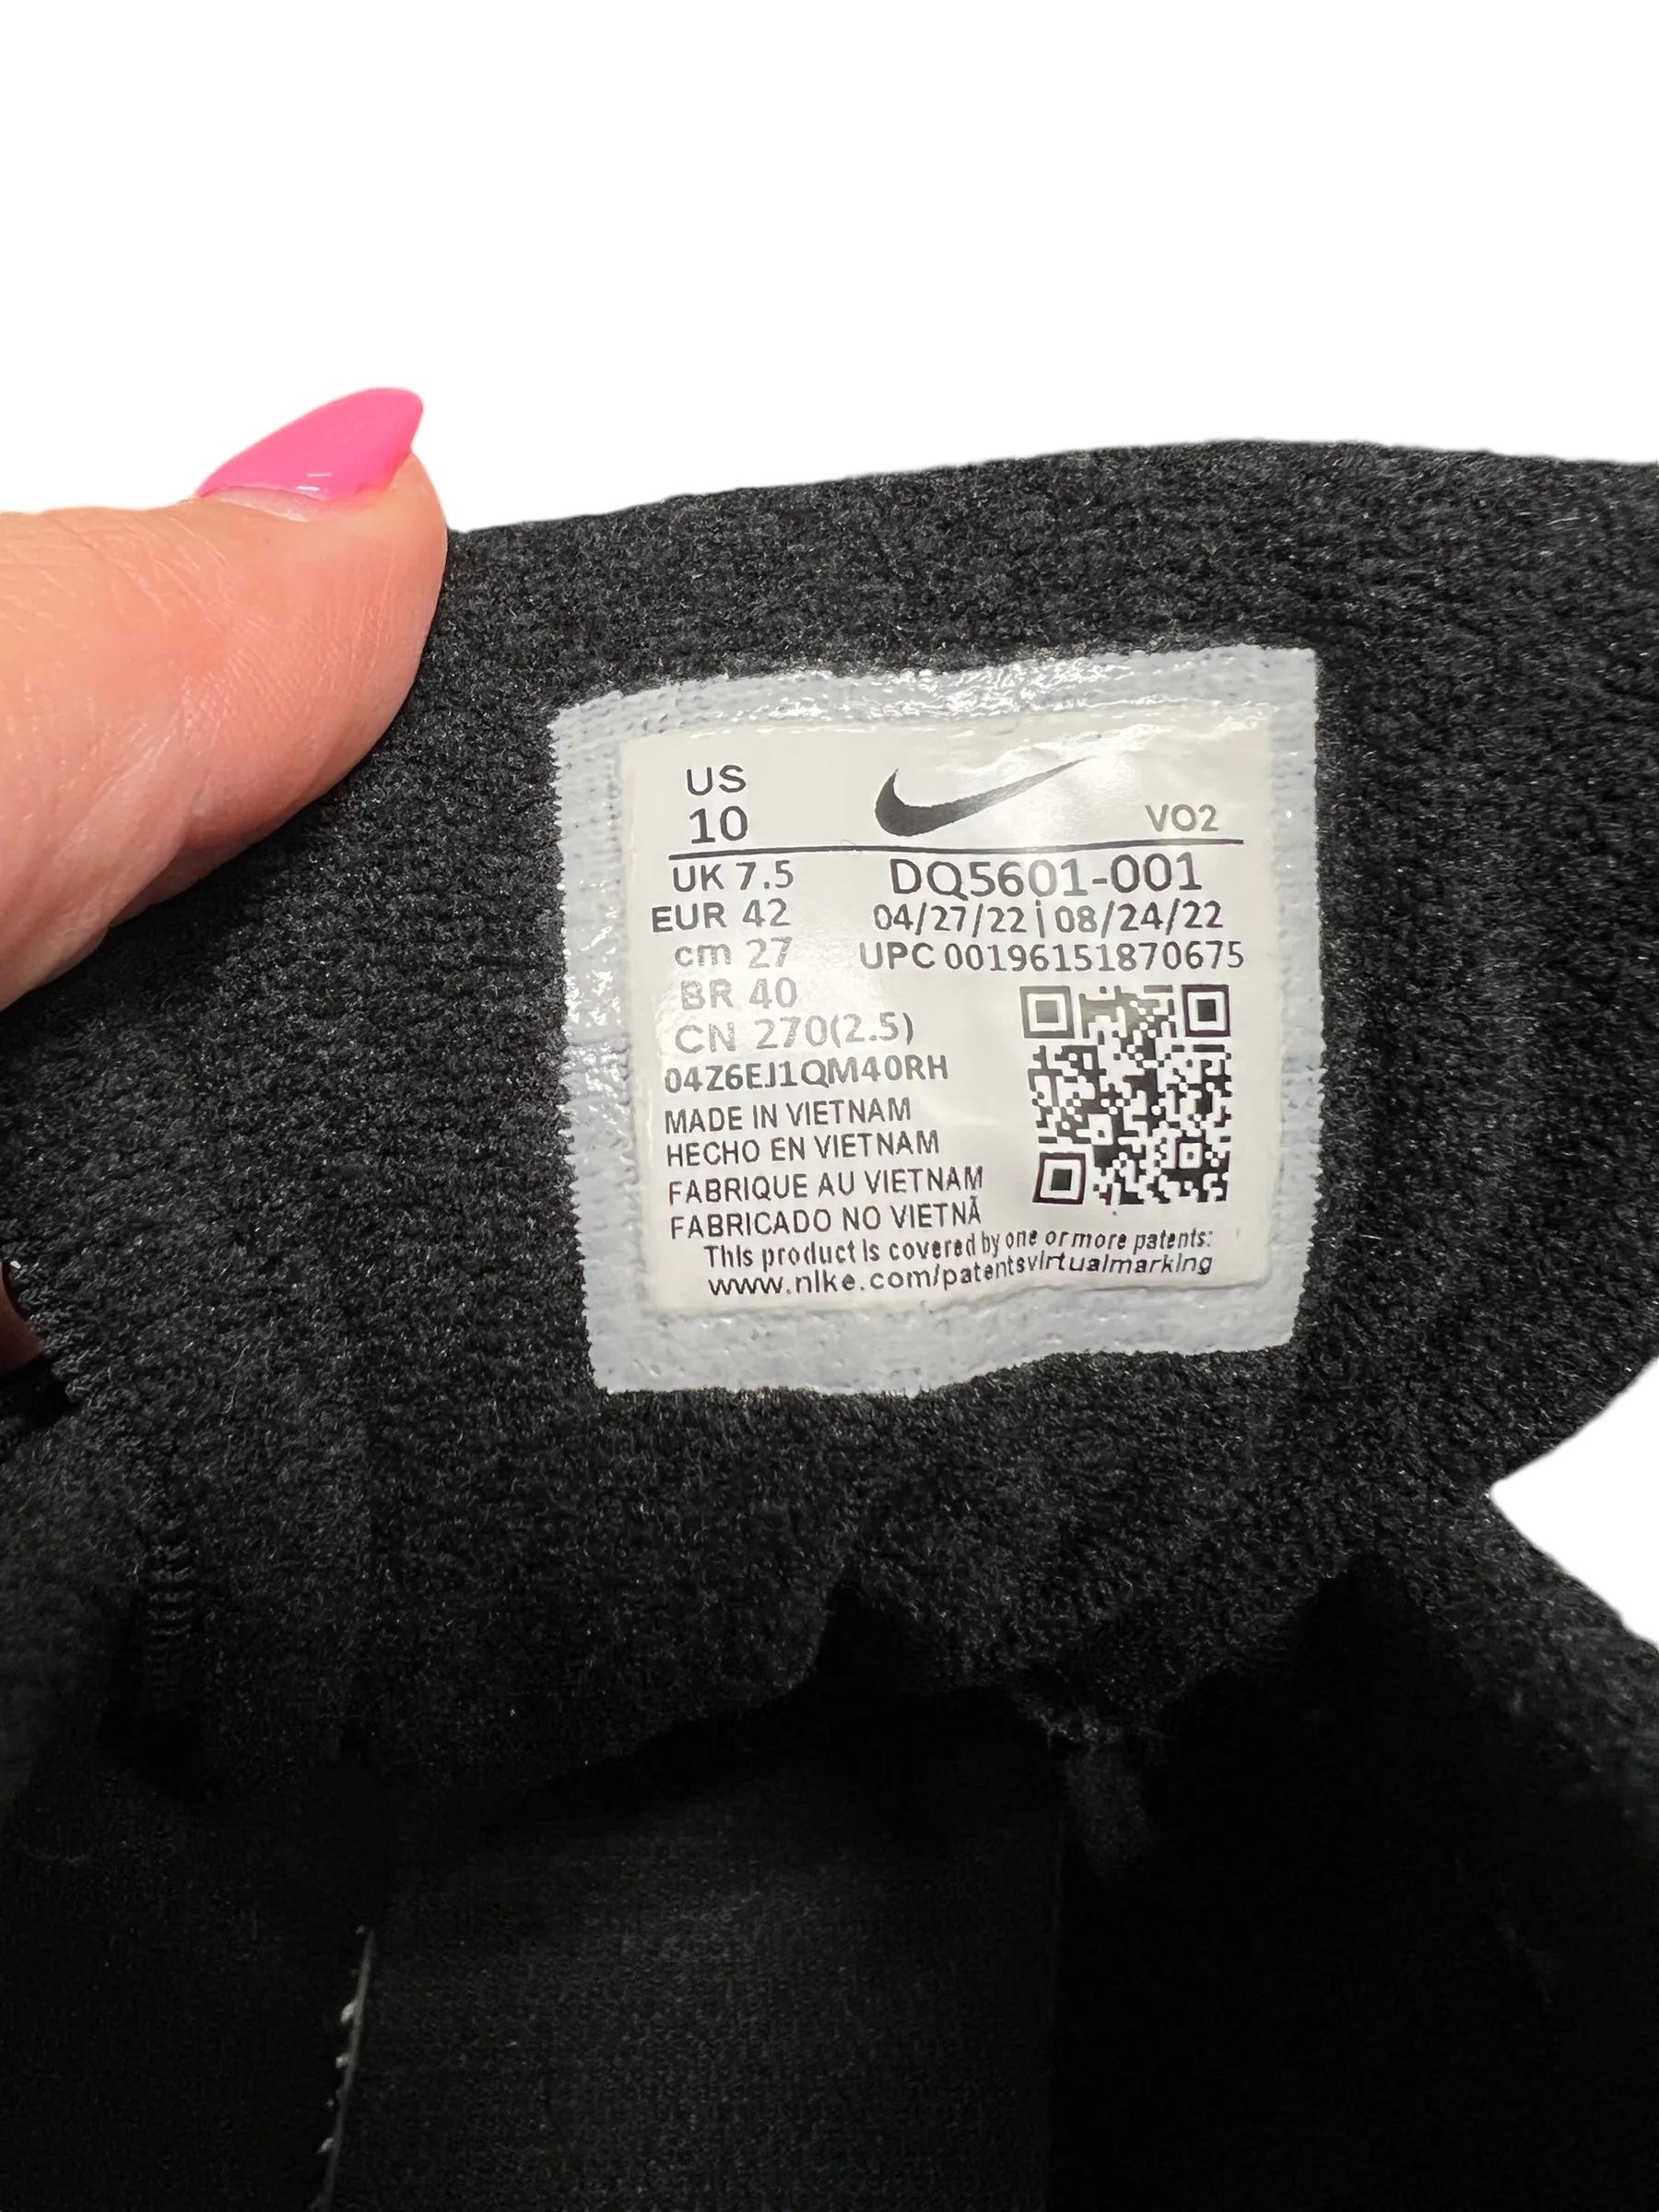 US
10
VO2
UK 7.5
DQ5601-001
EUR 42
04/27/22 | 08/24/22
cm 27
UPC 00196151870675
BR 40
CN 270(2.5)
04Z6EJ1QM40RH
MADE IN VIETNAM
HECHO EN VIETNAM
FABRIQUE AU VIETNAM
FABRICADO NO VIETNÃ
This product is covered by one or more patents:
www.nike.com/patentsvirtualmarking